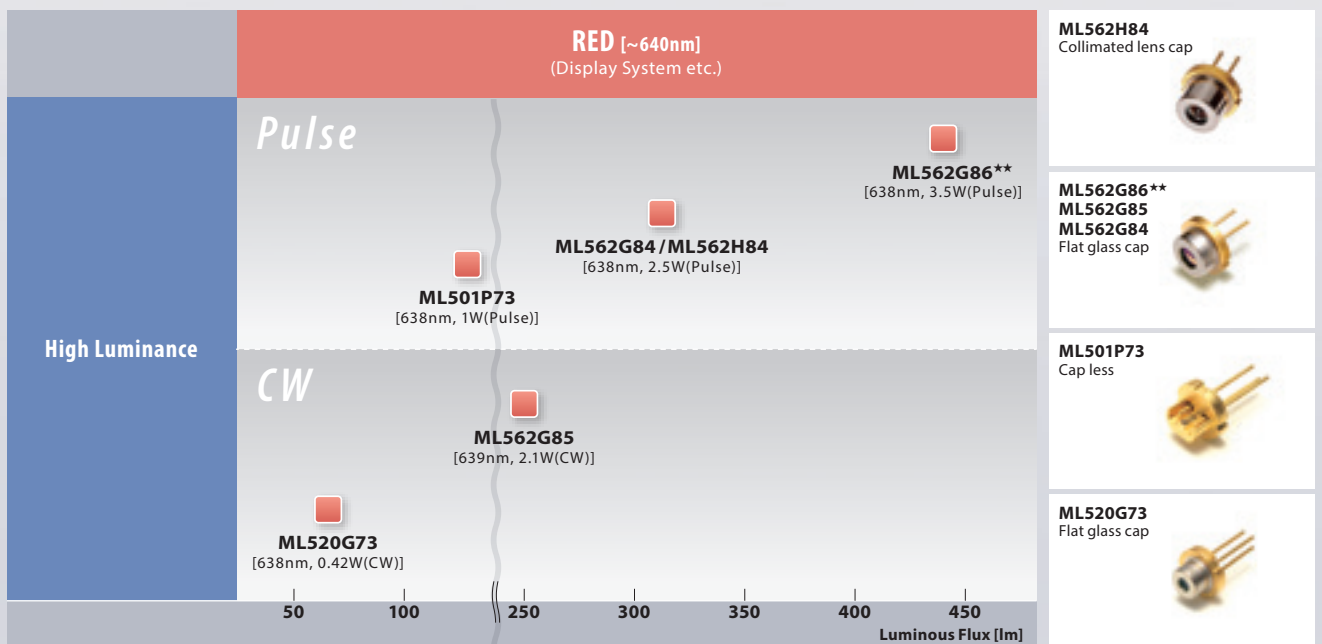 RED [~640nm]
(Display System etc.)
High Luminance
Pulse
ML562G86★★
[638nm, 3.5W(Pulse)]
ML562G84/ML562H84
[638nm, 2.5W(Pulse)]
ML501P73
[638nm, 1W(Pulse)]
CW
ML562G85
[639nm, 2.1W(CW)]
ML520G73
[638nm, 0.42W(CW)]
50 100 250 300 350 400 450
Luminous Flux [lm]
ML562H84
Collimated lens cap
ML562G86★★
ML562G85
ML562G84
Flat glass cap
ML501P73
Cap less
ML520G73
Flat glass cap